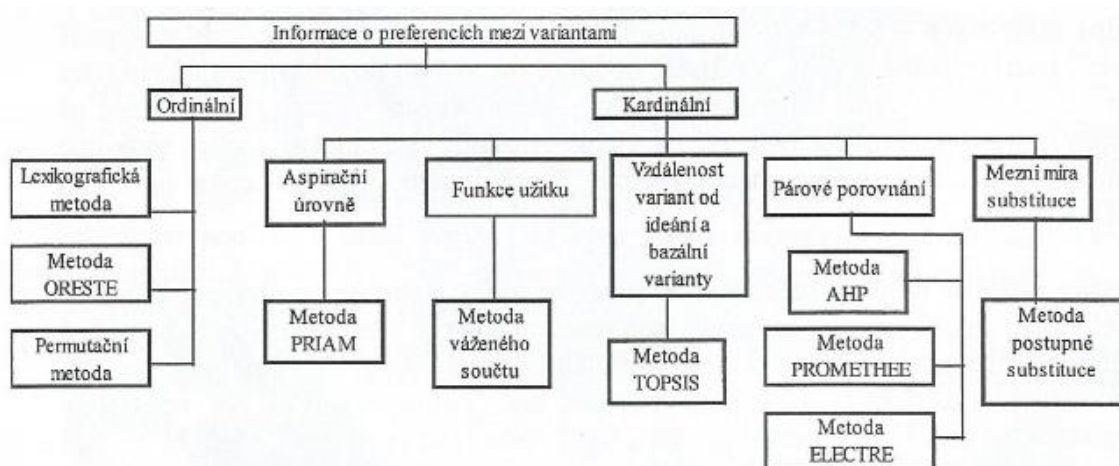 Informace o preferencích mezi variantami
Ordinální
Kardinální
Lexikografická
metoda
Metoda
ORESTE
Permutační
metoda
Aspirační
úrovně
Metoda
PRIAM
Funkce užitku
Metoda
váženého
součtu
Vzdálenost
variant od
ideání a
bazální
varianty
Metoda
TOPSIS
Párové porovnání
Metoda
AHP
Metoda
PROMETHEE
Metoda
ELECTRE
Mezní míra
substituce
Metoda
postupné
substituce